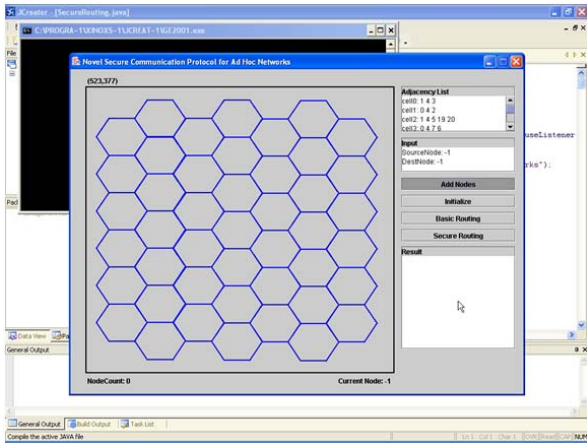 JCreator - [SecureRouting, java]
C:\PROGRA~1\XINOXS~1\JCREAT~1\GE2001.exe
File
Novel Secure Communication Protocol for Ad Hoc Networks
(523,377)
Adjacency List
cell0: 1 4 3
cell1: 0 4 2
cell2: 1 4 5 19 20
cell3: 0 4 7 6
useListener
Input
SourceNode: -1
DestNode: -1
rks");
Add Nodes
Initialize
Basic Routing
Secure Routing
Result
NodeCount: 0
Current Node: -1
Data View
General Output
General Output
Build Output
Task List
Compile the active JAVA file